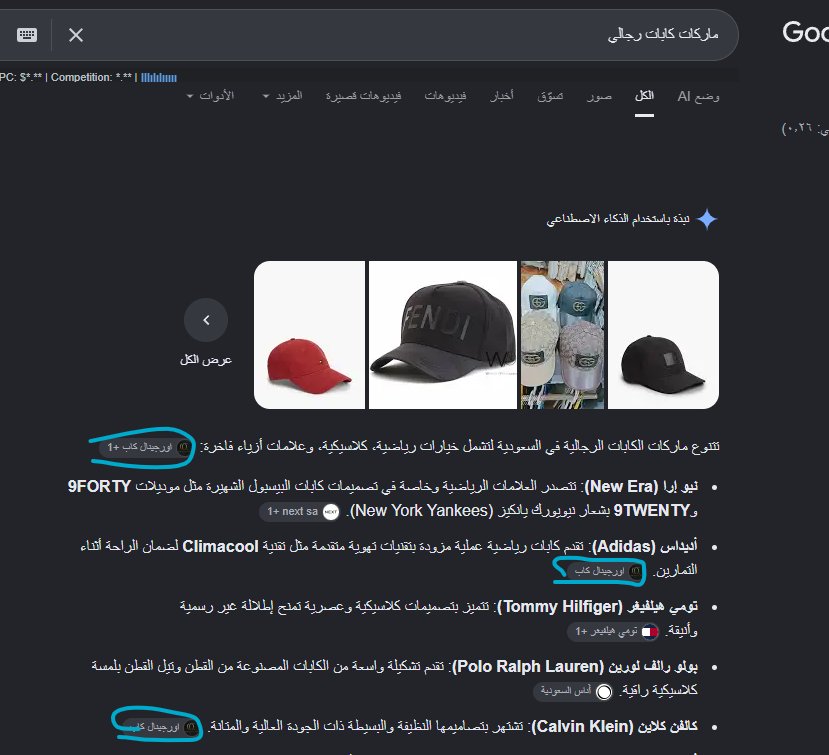 ماركات كابات رجالي
Goo
PC: $*.** | Competition: *.** |
وضع AI الكل صور تسوّق أخبار فيديوهات فيديوهات قصيرة المزيد الأدوات
٠,٢٦)
نبذة باستخدام الذكاء الاصطناعي
FENDI
عرض الكل
تتنوع ماركات الكابات الرجالية في السعودية لتشمل خيارات رياضية، كلاسيكية، وعلامات أزياء فاخرة: اورجينال كاب +1
نيو إرا (New Era): تتصدر العلامات الرياضية وخاصة في تصميمات كابات البيسبول الشهيرة مثل موديلات 9FORTY
و9TWENTY بشعار نيويورك يانكيز (New York Yankees). NEXT next sa +1
أديداس (Adidas): تقدم كابات رياضية عملية مزودة بتقنيات تهوية متقدمة مثل تقنية Climacool لضمان الراحة أثناء
التمارين. اورجينال كاب
تومي هيلفيغر (Tommy Hilfiger): تتميز بتصميمات كلاسيكية وعصرية تمنح إطلالة غير رسمية
وأنيقة. تومي هيلفيغر +1
بولو رالف لورين (Polo Ralph Lauren): تقدم تشكيلة واسعة من الكابات المصنوعة من القطن وتيل القطن بلمسة
كلاسيكية راقية. أناس السعودية
كالفن كلاين (Calvin Klein): تشتهر بتصاميمها النظيفة والبسيطة ذات الجودة العالية والمتانة. اورجينال كاب